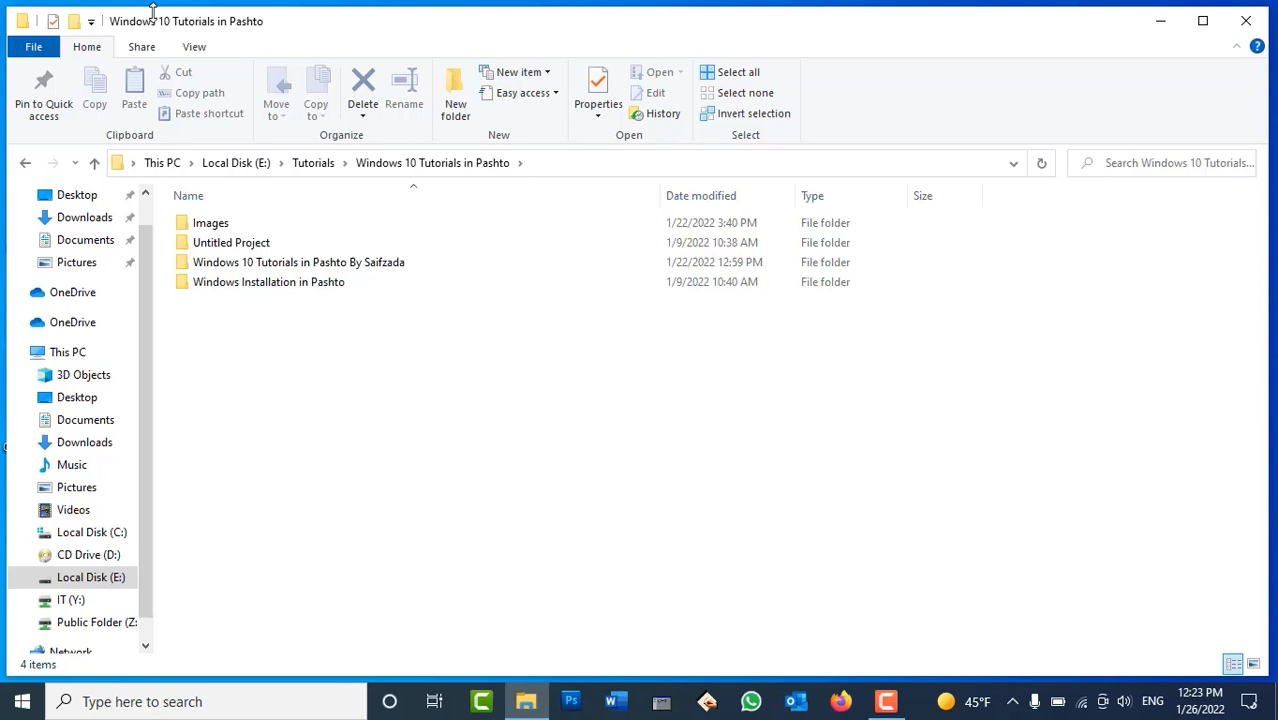 Windows 10 Tutorials in Pashto
File Home Share View
Pin to Quick access
Copy
Paste
Cut
Copy path
Paste shortcut
Clipboard
Move to
Copy to
Delete
Rename
Organize
New folder
New item
Easy access
New
Properties
Open
Edit
History
Open
Select all
Select none
Invert selection
Select
This PC Local Disk (E:) Tutorials Windows 10 Tutorials in Pashto
Search Windows 10 Tutorials...
Name Date modified Type Size
Images 1/22/2022 3:40 PM File folder
Untitled Project 1/9/2022 10:38 AM File folder
Windows 10 Tutorials in Pashto By Saifzada 1/22/2022 12:59 PM File folder
Windows Installation in Pashto 1/9/2022 10:40 AM File folder
Desktop
Downloads
Documents
Pictures
OneDrive
OneDrive
This PC
3D Objects
Desktop
Documents
Downloads
Music
Pictures
Videos
Local Disk (C:)
CD Drive (D:)
Local Disk (E:)
IT (Y:)
Public Folder (Z:
Network
4 items
Type here to search
45°F
ENG
12:23 PM
1/26/2022